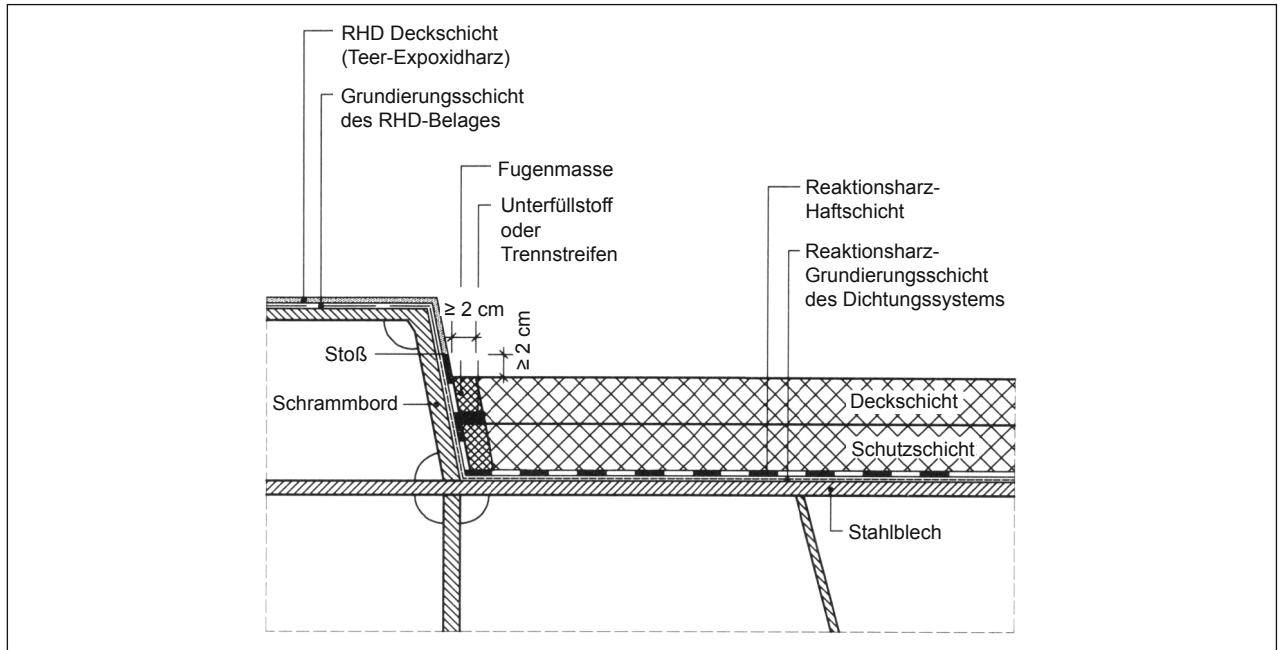 RHD Deckschicht
(Teer-Expoxidharz)
Grundierungsschicht
des RHD-Belages
Fugenmasse
Unterfüllstoff
oder
Trennstreifen
Reaktionsharz-
Haftschicht
Reaktionsharz-
Grundierungsschicht
des Dichtungssystems
≥ 2 cm
≥ 2 cm
Stoß
Schrammbord
Deckschicht
Schutzschicht
Stahlblech